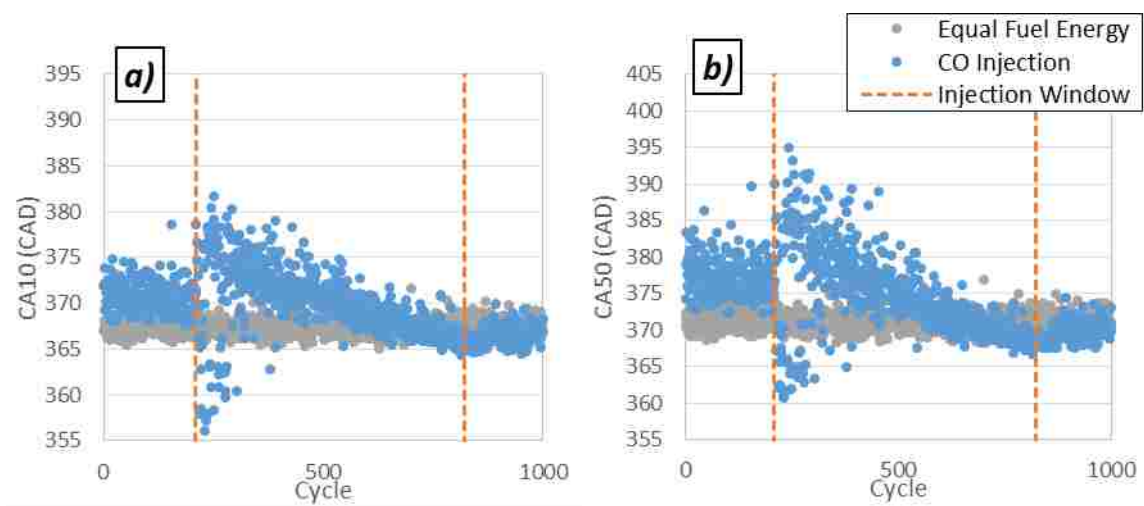 a)
395
390
385
380
375
370
365
360
355
CA10 (CAD)
0
500
1000
Cycle
b)
Equal Fuel Energy
CO Injection
Injection Window
405
400
395
390
385
380
375
370
365
360
355
CA50 (CAD)
0
500
1000
Cycle